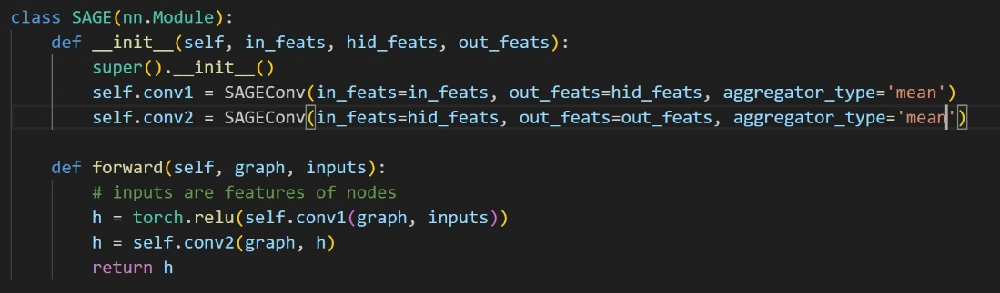 class SAGE(nn.Module):
    def __init__(self, in_feats, hid_feats, out_feats):
        super().__init__()
        self.conv1 = SAGEConv(in_feats=in_feats, out_feats=hid_feats, aggregator_type='mean')
        self.conv2 = SAGEConv(in_feats=hid_feats, out_feats=out_feats, aggregator_type='mean')
    def forward(self, graph, inputs):
        # inputs are features of nodes
        h = torch.relu(self.conv1(graph, inputs))
        h = self.conv2(graph, h)
        return h